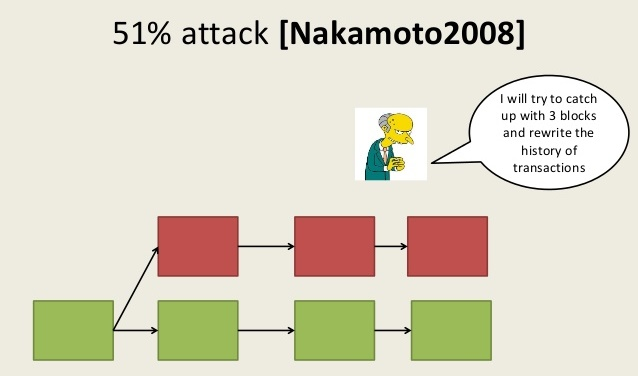 51% attack [Nakamoto2008]
I will try to catch
up with 3 blocks
and rewrite the
history of
transactions